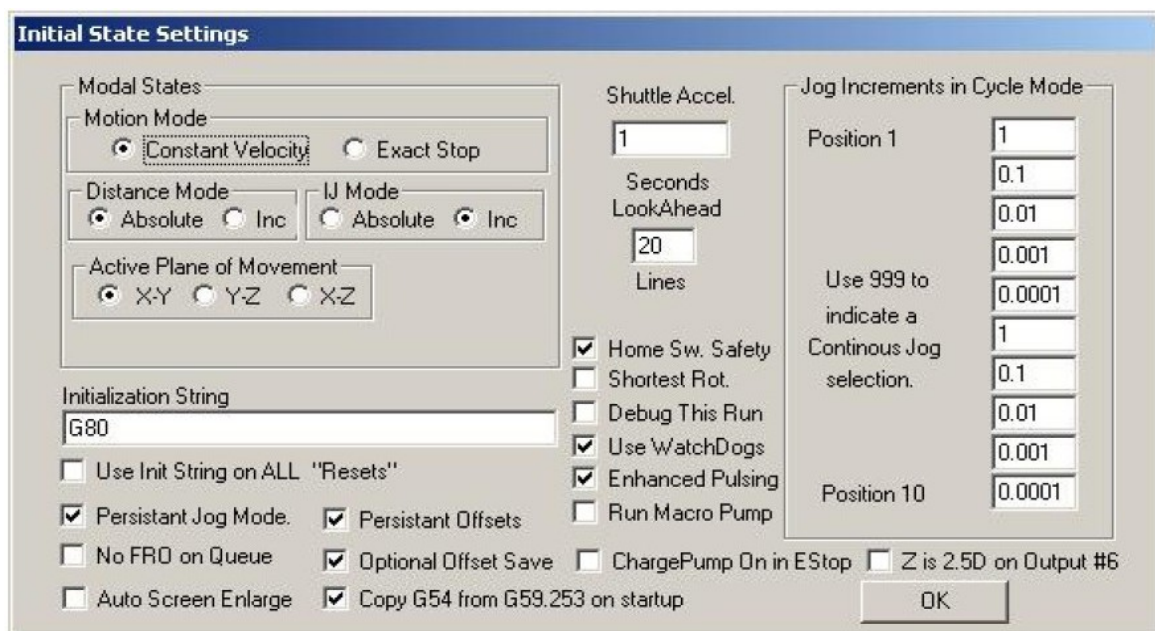 Initial State Settings
Modal States
Motion Mode
Constant Velocity Exact Stop
Distance Mode
Absolute Inc
IJ Mode
Absolute Inc
Active Plane of Movement
X-Y Y-Z X-Z
Initialization String
G80
Use Init String on ALL "Resets"
Persistant Jog Mode.
Persistant Offsets
No FRO on Queue
Optional Offset Save
Auto Screen Enlarge
Copy G54 from G59.253 on startup
Shuttle Accel.
1
Seconds
LookAhead
20
Lines
Home Sw. Safety
Shortest Rot.
Debug This Run
Use WatchDogs
Enhanced Pulsing
Run Macro Pump
ChargePump On in EStop
Z is 2.5D on Output #6
Jog Increments in Cycle Mode
Position 1
1
0.1
0.01
0.001
0.0001
1
0.1
0.01
0.001
0.0001
Use 999 to
indicate a
Continous Jog
selection.
Position 10
OK